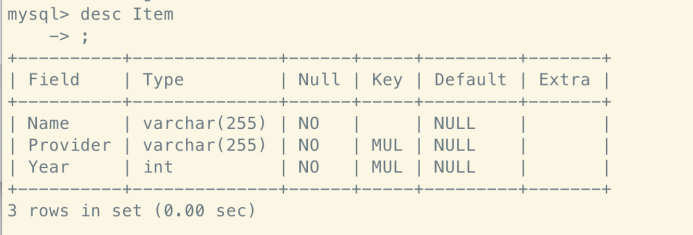 mysql> desc Item
    -> ;
+----------+--------------+------+-----+---------+-------+
| Field    | Type         | Null | Key | Default | Extra |
+----------+--------------+------+-----+---------+-------+
| Name     | varchar(255) | NO   |     | NULL    |       |
| Provider | varchar(255) | NO   | MUL | NULL    |       |
| Year     | int          | NO   | MUL | NULL    |       |
+----------+--------------+------+-----+---------+-------+
3 rows in set (0.00 sec)